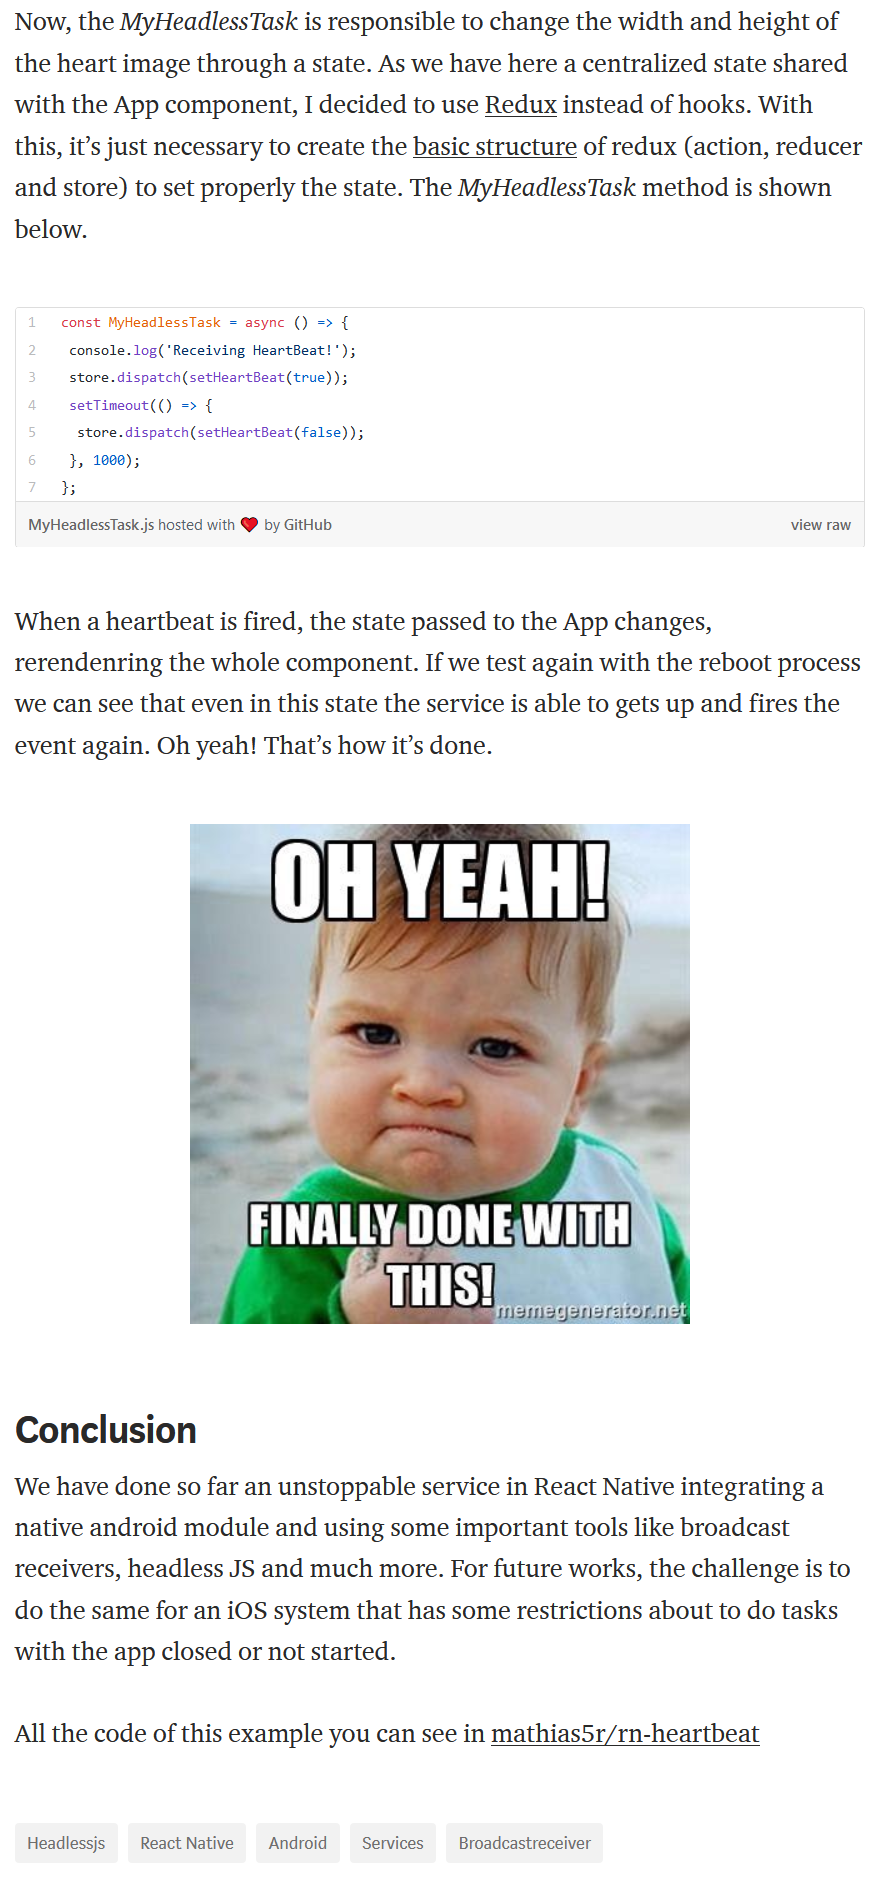 Now, the MyHeadlessTask is responsible to change the width and height of
the heart image through a state. As we have here a centralized state shared
with the App component, I decided to use Redux instead of hooks. With
this, it’s just necessary to create the basic structure of redux (action, reducer
and store) to set properly the state. The MyHeadlessTask method is shown
below.
1 const MyHeadlessTask = async () => {
2 console.log('Receiving HeartBeat!');
3 store.dispatch(setHeartBeat(true));
4 setTimeout(() => {
5 store.dispatch(setHeartBeat(false));
6 }, 1000);
7 };
MyHeadlessTask.js hosted with ❤ by GitHub view raw
When a heartbeat is fired, the state passed to the App changes,
rerendenring the whole component. If we test again with the reboot process
we can see that even in this state the service is able to gets up and fires the
event again. Oh yeah! That’s how it’s done.
OH YEAH!
FINALLY DONE WITH
THIS!
memegenerator.net
Conclusion
We have done so far an unstoppable service in React Native integrating a
native android module and using some important tools like broadcast
receivers, headless JS and much more. For future works, the challenge is to
do the same for an iOS system that has some restrictions about to do tasks
with the app closed or not started.
All the code of this example you can see in mathias5r/rn-heartbeat
Headlessjs React Native Android Services Broadcastreceiver